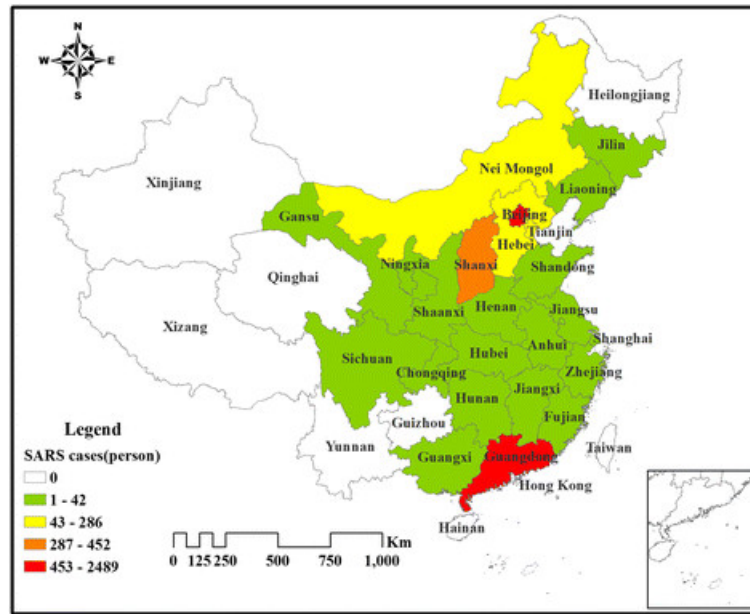 N
W E
S
Heilongjiang
Jilin
Nei Mongol
Liaoning
Xinjiang
Gansu
Beijing
Tianjin
Hebei
Ningxia
Shanxi
Shandong
Qinghai
Shaanxi
Henan
Jiangsu
Xizang
Shanghai
Anhui
Hubei
Sichuan
Chongqing
Zhejiang
Jiangxi
Hunan
Fujian
Guizhou
Yunnan
Taiwan
Guangxi
Guangdong
Hong Kong
Hainan
Legend
SARS cases(person)
0
1 - 42
43 - 286
287 - 452
453 - 2489
Km
0 125 250 500 750 1,000